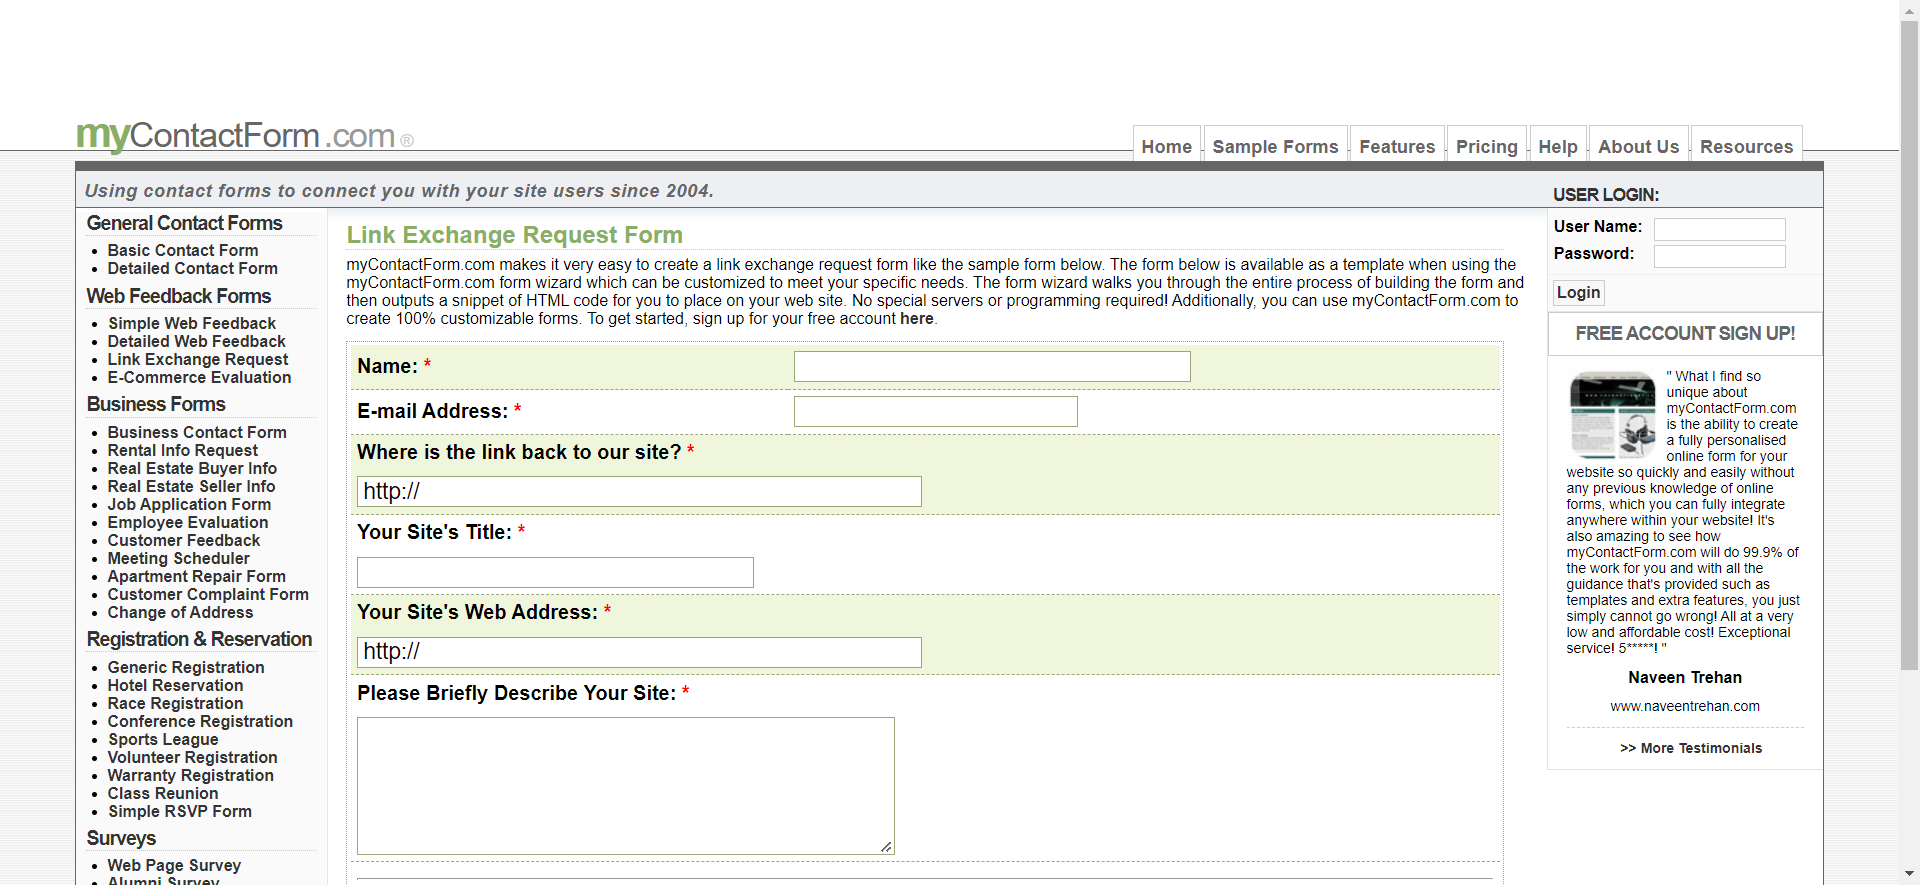 myContactForm.com®
Home
Sample Forms
Features
Pricing
Help
About Us
Resources
Using contact forms to connect you with your site users since 2004.
General Contact Forms
Basic Contact Form
Detailed Contact Form
Web Feedback Forms
Simple Web Feedback
Detailed Web Feedback
Link Exchange Request
E-Commerce Evaluation
Business Forms
Business Contact Form
Rental Info Request
Real Estate Buyer Info
Real Estate Seller Info
Job Application Form
Employee Evaluation
Customer Feedback
Meeting Scheduler
Apartment Repair Form
Customer Complaint Form
Change of Address
Registration & Reservation
Generic Registration
Hotel Reservation
Race Registration
Conference Registration
Sports League
Volunteer Registration
Warranty Registration
Class Reunion
Simple RSVP Form
Surveys
Web Page Survey
Alumni Survey
Link Exchange Request Form
myContactForm.com makes it very easy to create a link exchange request form like the sample form below. The form below is available as a template when using the
myContactForm.com form wizard which can be customized to meet your specific needs. The form wizard walks you through the entire process of building the form and
then outputs a snippet of HTML code for you to place on your web site. No special servers or programming required! Additionally, you can use myContactForm.com to
create 100% customizable forms. To get started, sign up for your free account here.
Name: *
E-mail Address: *
Where is the link back to our site? *
http://
Your Site's Title: *
Your Site's Web Address: *
http://
Please Briefly Describe Your Site: *
USER LOGIN:
User Name:
Password:
Login
FREE ACCOUNT SIGN UP!
" What I find so
unique about
myContactForm.com
is the ability to create
a fully personalised
online form for your
website so quickly and easily without
any previous knowledge of online
forms, which you can fully integrate
anywhere within your website! It's
also amazing to see how
myContactForm.com will do 99.9% of
the work for you and with all the
guidance that's provided such as
templates and extra features, you just
simply cannot go wrong! All at a very
low and affordable cost! Exceptional
service! 5*****! "
Naveen Trehan
www.naveentrehan.com
>> More Testimonials